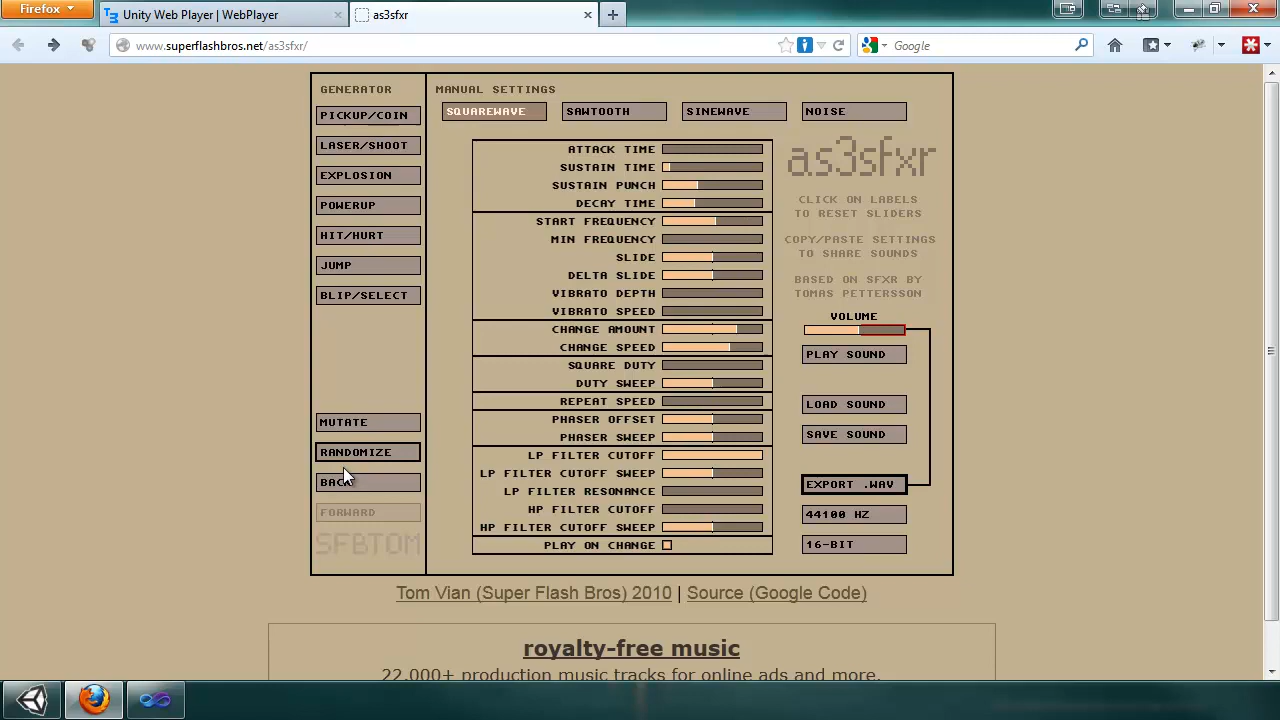 Firefox
Unity Web Player | WebPlayer
as3sfxr
www.superflashbros.net/as3sfxr/
Google
GENERATOR
PICKUP/COIN
LASER/SHOOT
EXPLOSION
POWERUP
HIT/HURT
JUMP
BLIP/SELECT
MUTATE
RANDOMIZE
BACK
FORWARD
SFBTOM
MANUAL SETTINGS
SQUAREWAVE
SAWTOOTH
SINEWAVE
NOISE
ATTACK TIME
SUSTAIN TIME
SUSTAIN PUNCH
DECAY TIME
START FREQUENCY
MIN FREQUENCY
SLIDE
DELTA SLIDE
VIBRATO DEPTH
VIBRATO SPEED
CHANGE AMOUNT
CHANGE SPEED
SQUARE DUTY
DUTY SWEEP
REPEAT SPEED
PHASER OFFSET
PHASER SWEEP
LP FILTER CUTOFF
LP FILTER CUTOFF SWEEP
LP FILTER RESONANCE
HP FILTER CUTOFF
HP FILTER CUTOFF SWEEP
PLAY ON CHANGE
as3sfxr
CLICK ON LABELS
TO RESET SLIDERS
COPY/PASTE SETTINGS
TO SHARE SOUNDS
BASED ON SFXR BY
TOMAS PETTERSSON
VOLUME
PLAY SOUND
LOAD SOUND
SAVE SOUND
EXPORT .WAV
44100 HZ
16-BIT
Tom Vian (Super Flash Bros) 2010 | Source (Google Code)
royalty-free music
22,000+ production music tracks for online ads and more.